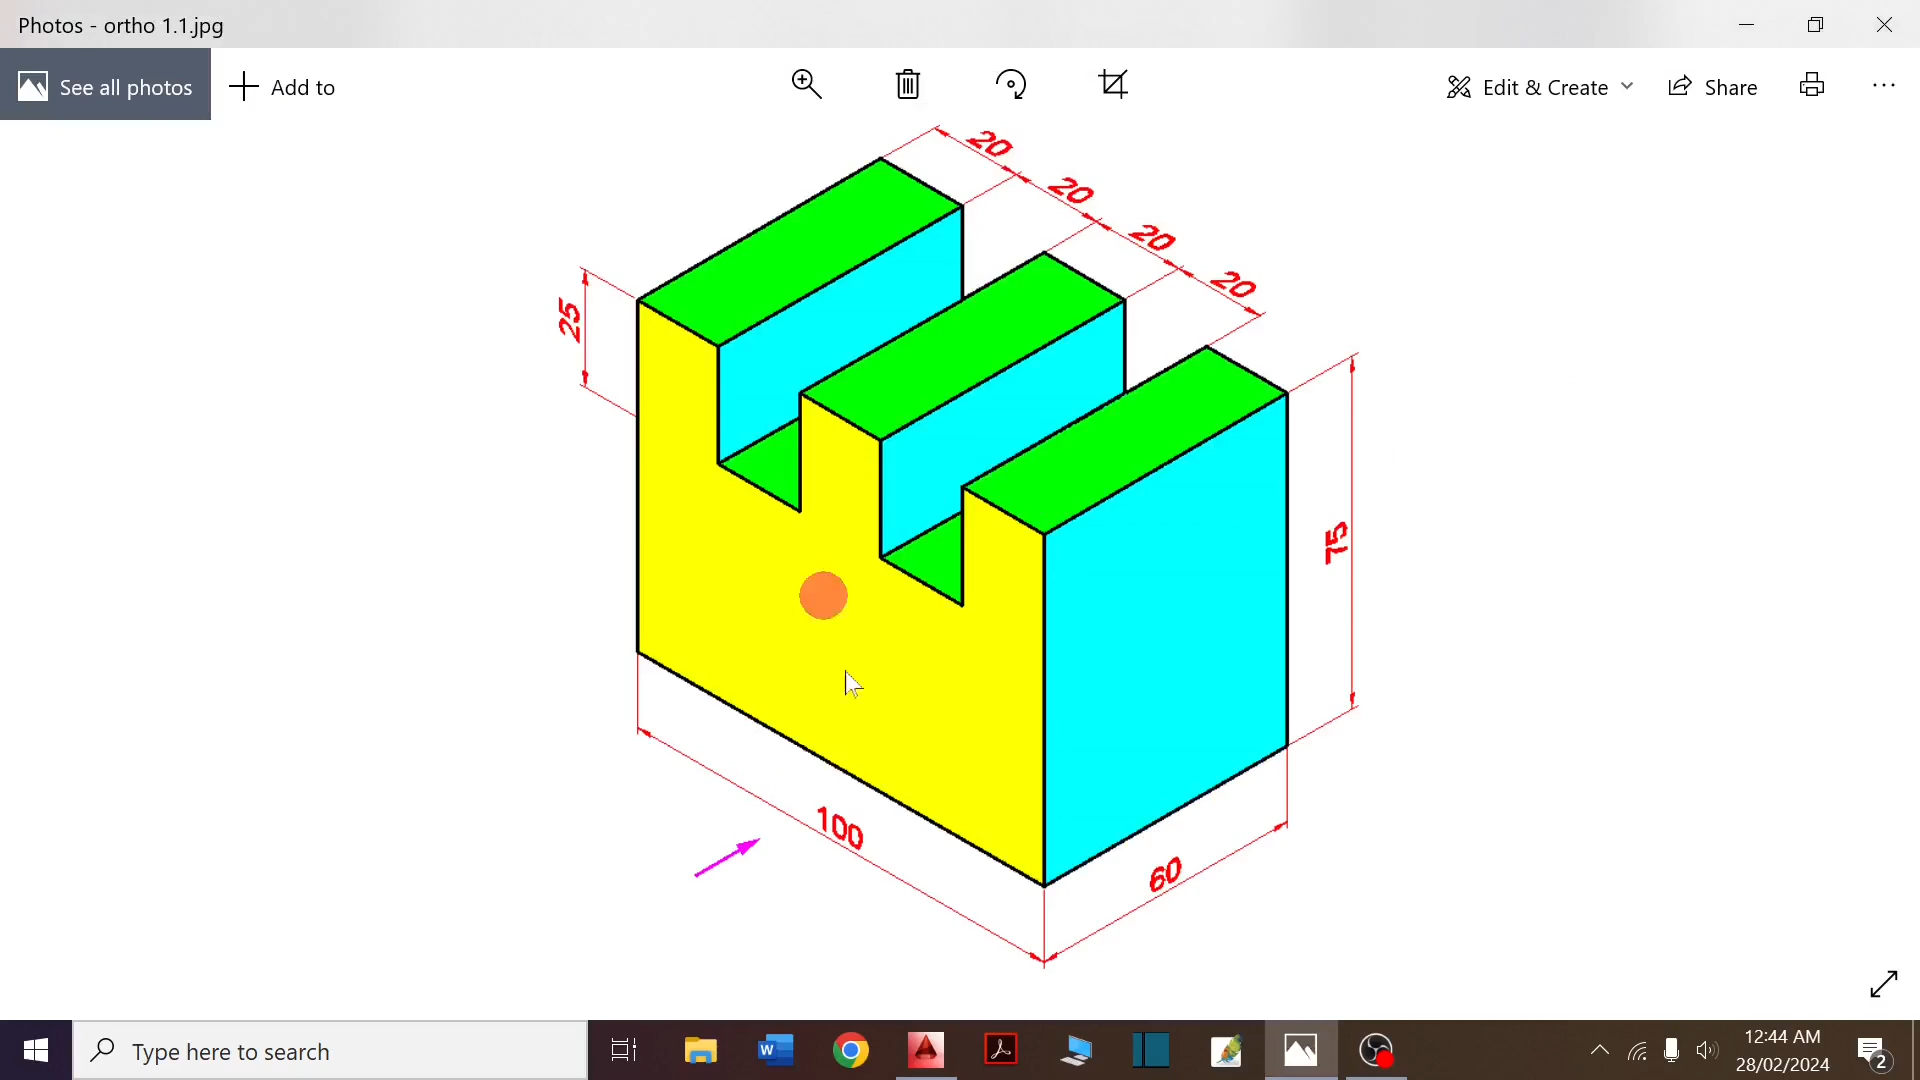 Photos - ortho 1.1.jpg
See all photos
Add to
Edit & Create
Share
20
20
20
20
25
75
100
60
Type here to search
12:44 AM
28/02/2024
2